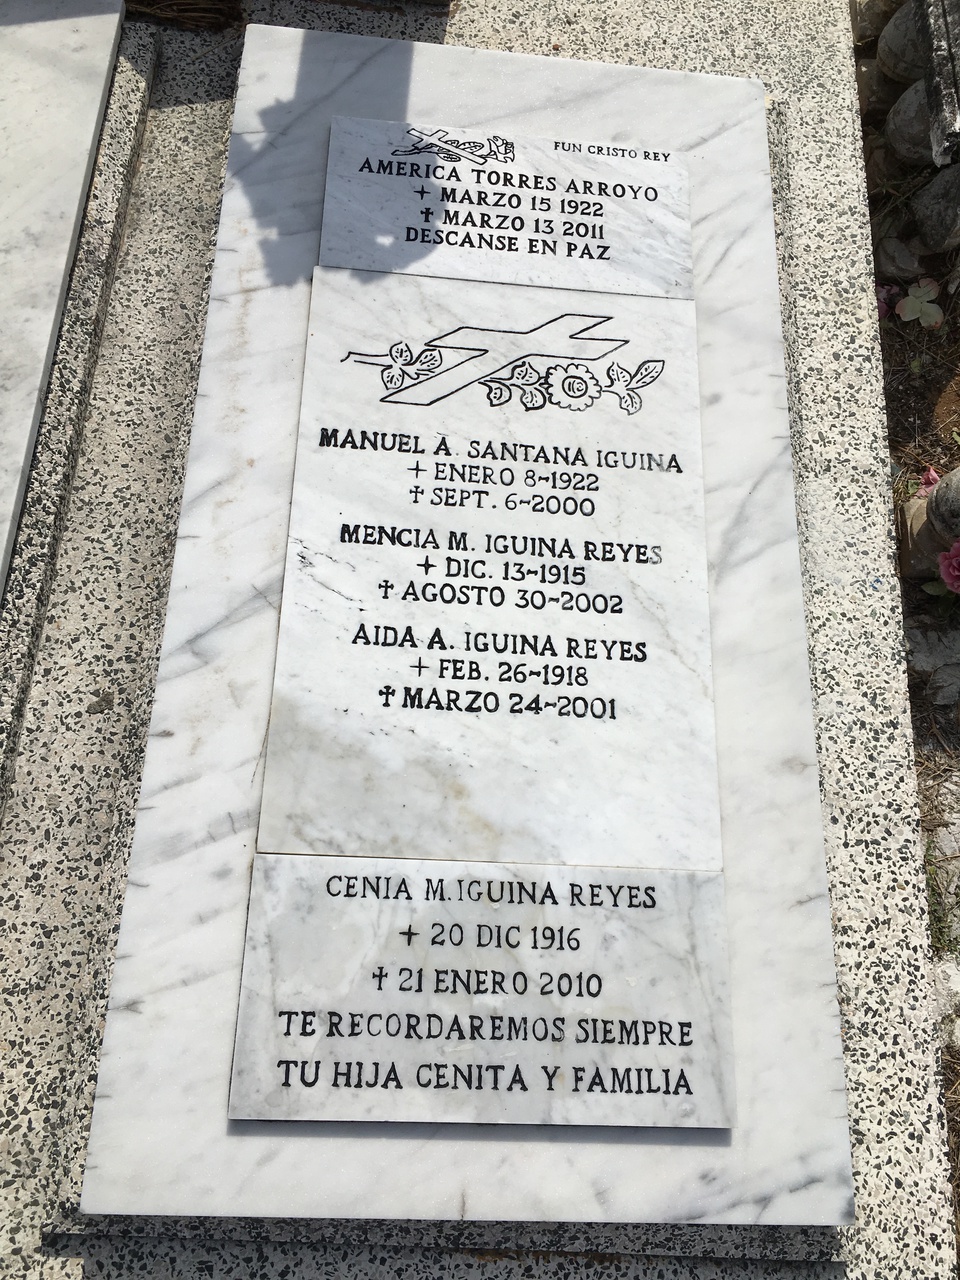 FUN CRISTO REY
AMERICA TORRES ARROYO
+ MARZO 15 1922
✝ MARZO 13 2011
DESCANSE EN PAZ
MANUEL A. SANTANA IGUINA
+ ENERO 8~1922
✝ SEPT. 6~2000
MENCIA M. IGUINA REYES
+ DIC. 13~1915
✝ AGOSTO 30~2002
AIDA A. IGUINA REYES
+ FEB. 26~1918
✝ MARZO 24~2001
CENIA M. IGUINA REYES
+ 20 DIC 1916
✝ 21 ENERO 2010
TE RECORDAREMOS SIEMPRE
TU HIJA CENITA Y FAMILIA